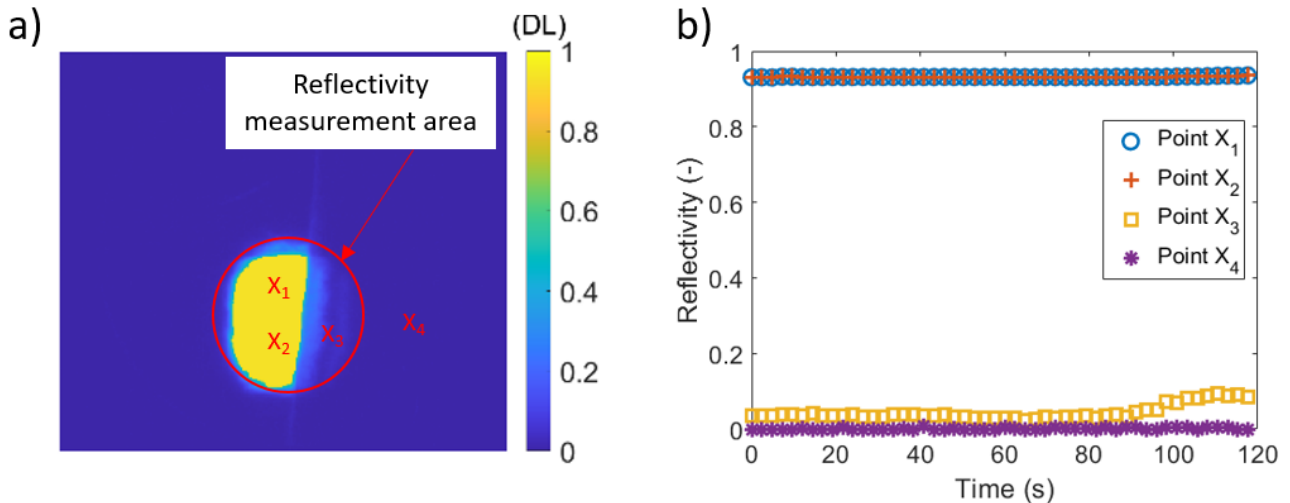 a)
(DL)
Reflectivity
measurement area
1
0.8
0.6
0.4
0.2
0
X₁
X₂
X₃
X₄
b)
Reflectivity (-)
1
0.8
0.6
0.4
0.2
0
Point X₁
Point X₂
Point X₃
Point X₄
0 20 40 60 80 100 120
Time (s)